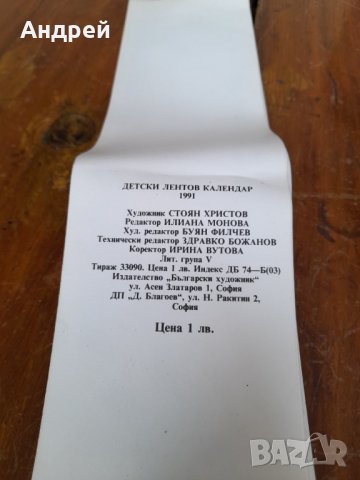 Андрей
ДЕТСКИ ЛЕНТОВ КАЛЕНДАР
1991
Художник СТОЯН ХРИСТОВ
Редактор ИЛИАНА МОНОВА
Худ. редактор БУЯН ФИЛЧЕВ
Технически редактор ЗДРАВКО БОЖАНОВ
Коректор ИРИНА ВУТОВА
Лит. група V
Тираж 33090. Цена 1 лв. Индекс ДБ 74—Б(03)
Издателство „Български художник“
ул. Асен Златаров 1, София
ДП „Д. Благоев“, ул. Н. Ракитин 2,
София
Цена 1 лв.
BAZAR